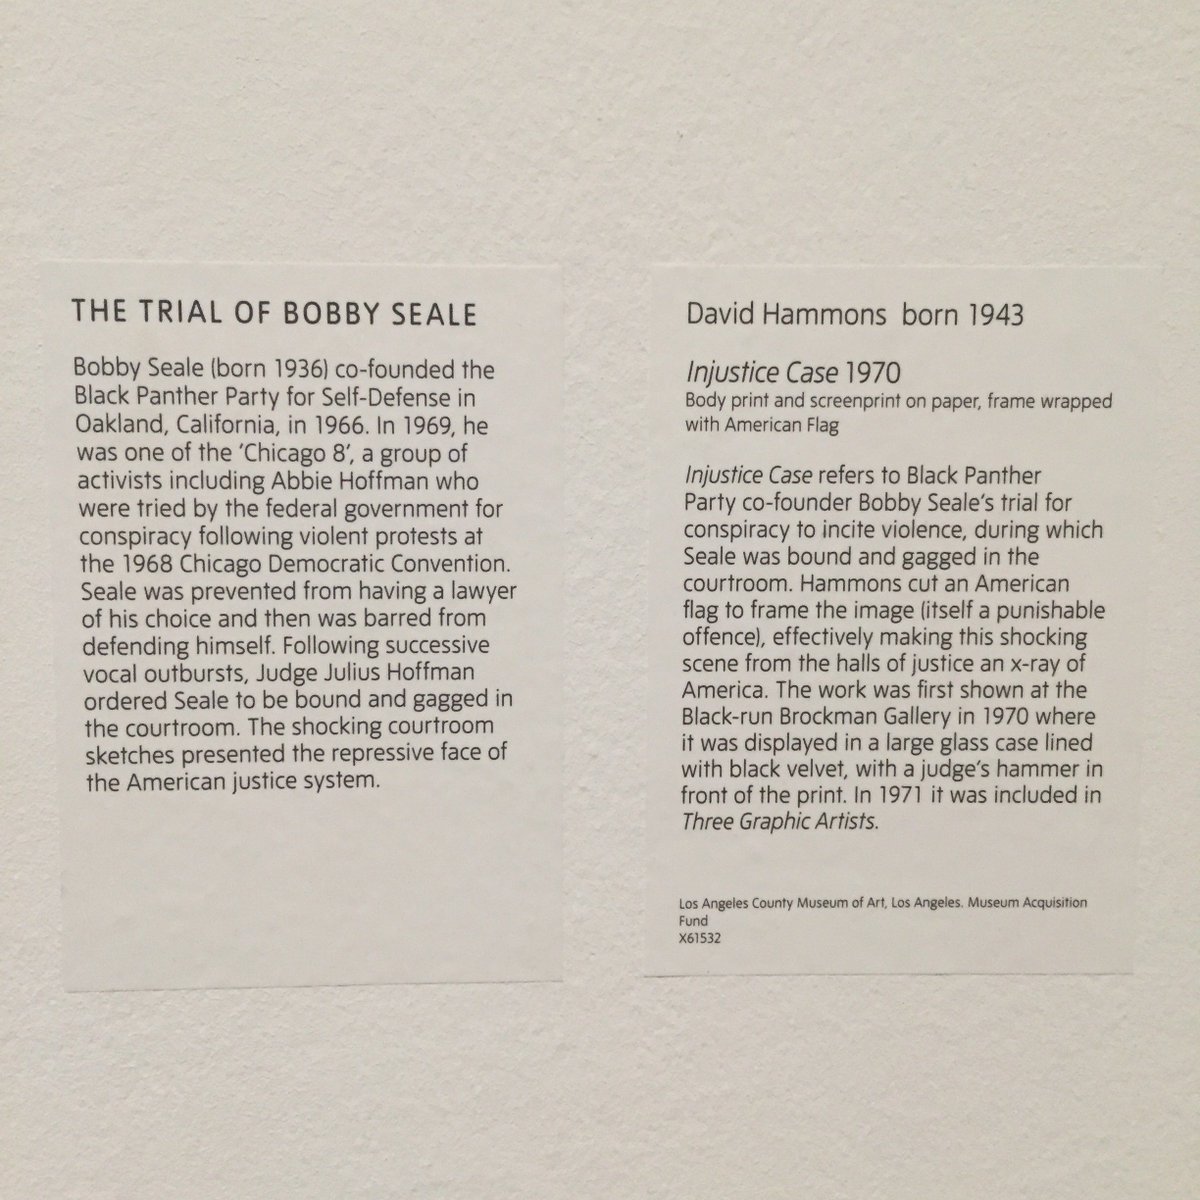 THE TRIAL OF BOBBY SEALE
Bobby Seale (born 1936) co-founded the
Black Panther Party for Self-Defense in
Oakland, California, in 1966. In 1969, he
was one of the ‘Chicago 8’, a group of
activists including Abbie Hoffman who
were tried by the federal government for
conspiracy following violent protests at
the 1968 Chicago Democratic Convention.
Seale was prevented from having a lawyer
of his choice and then was barred from
defending himself. Following successive
vocal outbursts, Judge Julius Hoffman
ordered Seale to be bound and gagged in
the courtroom. The shocking courtroom
sketches presented the repressive face of
the American justice system.
David Hammons born 1943
Injustice Case 1970
Body print and screenprint on paper, frame wrapped
with American Flag
Injustice Case refers to Black Panther
Party co-founder Bobby Seale’s trial for
conspiracy to incite violence, during which
Seale was bound and gagged in the
courtroom. Hammons cut an American
flag to frame the image (itself a punishable
offence), effectively making this shocking
scene from the halls of justice an x-ray of
America. The work was first shown at the
Black-run Brockman Gallery in 1970 where
it was displayed in a large glass case lined
with black velvet, with a judge’s hammer in
front of the print. In 1971 it was included in
Three Graphic Artists.
Los Angeles County Museum of Art, Los Angeles. Museum Acquisition
Fund
X61532